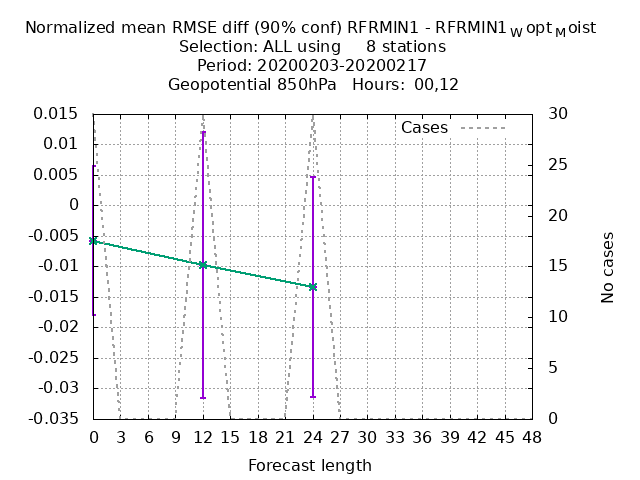 Normalized mean RMSE diff (90% conf) RFRMIN1 - RFRMIN1WoptMoist
Selection: ALL using 8 stations
Period: 20200203-20200217
Geopotential 850hPa Hours: 00,12
Cases
0.015
0.01
0.005
0
-0.005
-0.01
-0.015
-0.02
-0.025
-0.03
-0.035
30
25
20
15
10
5
0
No cases
0 3 6 9 12 15 18 21 24 27 30 33 36 39 42 45 48
Forecast length